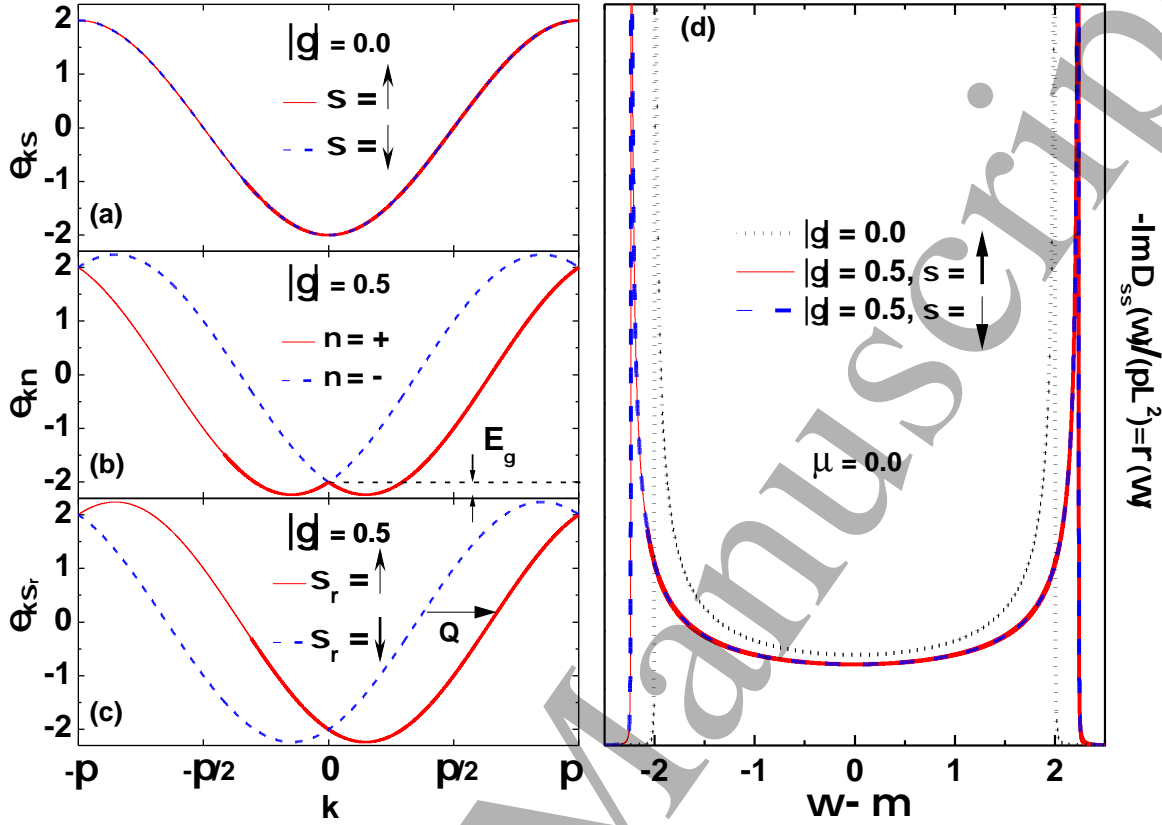 2
1
0
-1
-2
e_ks
|g| = 0.0
s = ↑
s = ↓
(a)
2
1
0
-1
-2
e_kn
|g| = 0.5
n = +
n = -
E_g
(b)
2
1
0
-1
-2
e_ks_r
|g| = 0.5
s_r = ↑
s_r = ↓
Q
(c)
-p
-p/2
0
p/2
p
k
(d)
|g| = 0.0
|g| = 0.5, s = ↑
|g| = 0.5, s = ↓
µ = 0.0
-2
-1
0
1
2
w- m
-ImD_ss(w)/(pL²)=r(w)
Manuscrip